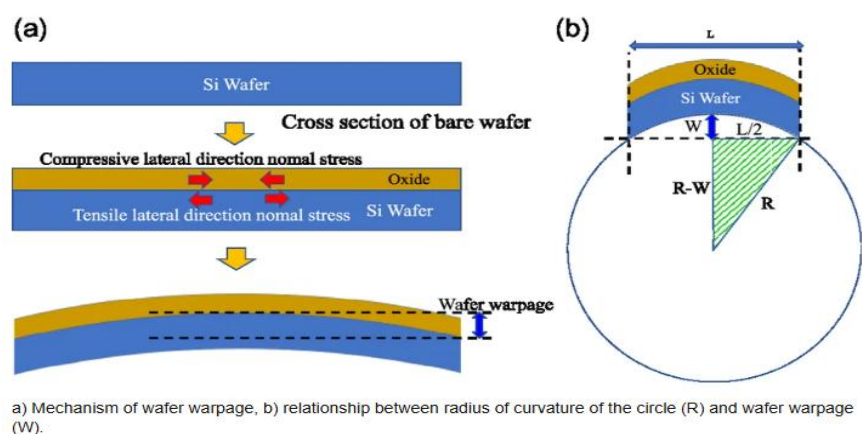 (a)
Si Wafer
Cross section of bare wafer
Compressive lateral direction nomal stress
Oxide
Tensile lateral direction nomal stress
Si Wafer
Wafer warpage
(b)
L
Oxide
Si Wafer
W
L/2
R-W
R
a) Mechanism of wafer warpage, b) relationship between radius of curvature of the circle (R) and wafer warpage
(W).